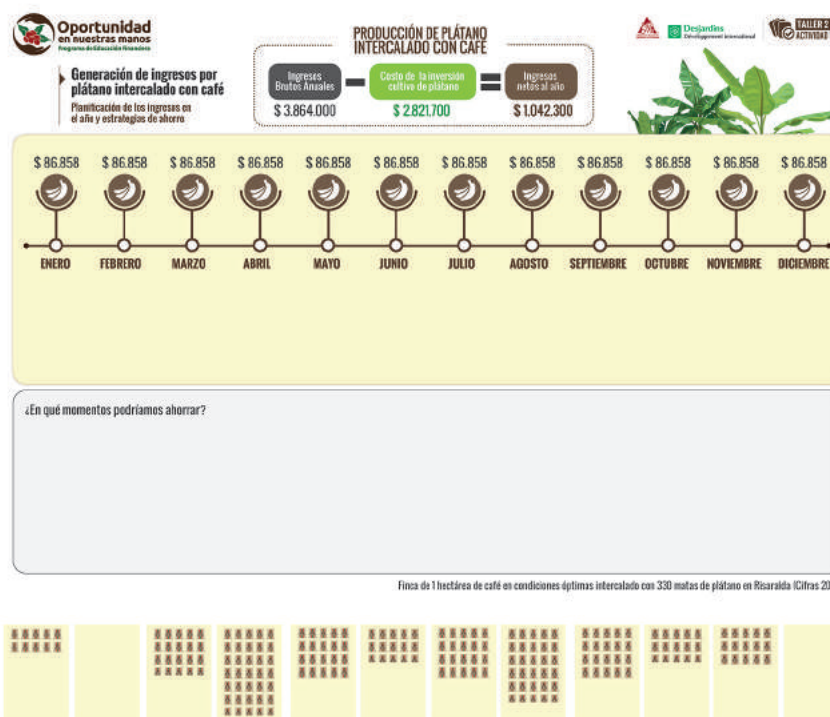 Oportunidad
en nuestras manos
Programa de Educación Financiera
Generación de ingresos por
plátano intercalado con café
Planificación de los ingresos en
el año y estrategias de ahorro
PRODUCCIÓN DE PLÁTANO
INTERCALADO CON CAFÉ
Ingresos
Brutos Anuales
$ 3.864.000
Costo de la inversión
cultivo de plátano
$ 2.821.700
Ingresos
netos al año
$ 1.042.300
Desjardins
Développement international
TALLER 2
ACTIVIDAD
$ 86.858 $ 86.858 $ 86.858 $ 86.858 $ 86.858 $ 86.858 $ 86.858 $ 86.858 $ 86.858 $ 86.858 $ 86.858 $ 86.858
ENERO FEBRERO MARZO ABRIL MAYO JUNIO JULIO AGOSTO SEPTIEMBRE OCTUBRE NOVIEMBRE DICIEMBRE
¿En qué momentos podríamos ahorrar?
Finca de 1 hectárea de café en condiciones óptimas intercalado con 330 matas de plátano en Risaralda (Cifras 20